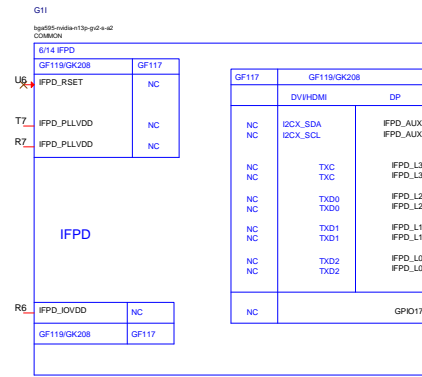 G1I
bga595-nvidia-n13p-gv2-s-a2
COMMON
6/14 IFPD
GF119/GK208 GF117
U6 IFPD_RSET NC
T7 IFPD_PLLVDD NC
R7 IFPD_PLLVDD NC
IFPD
R6 IFPD_IOVDD NC
GF119/GK208 GF117
GF117 GF119/GK208
DVI/HDMI DP
NC I2CX_SDA IFPD_AUX
NC I2CX_SCL IFPD_AUX
NC TXC IFPD_L3
NC TXC IFPD_L3
NC TXD0 IFPD_L2
NC TXD0 IFPD_L2
NC TXD1 IFPD_L1
NC TXD1 IFPD_L1
NC TXD2 IFPD_L0
NC TXD2 IFPD_L0
NC GPIO17